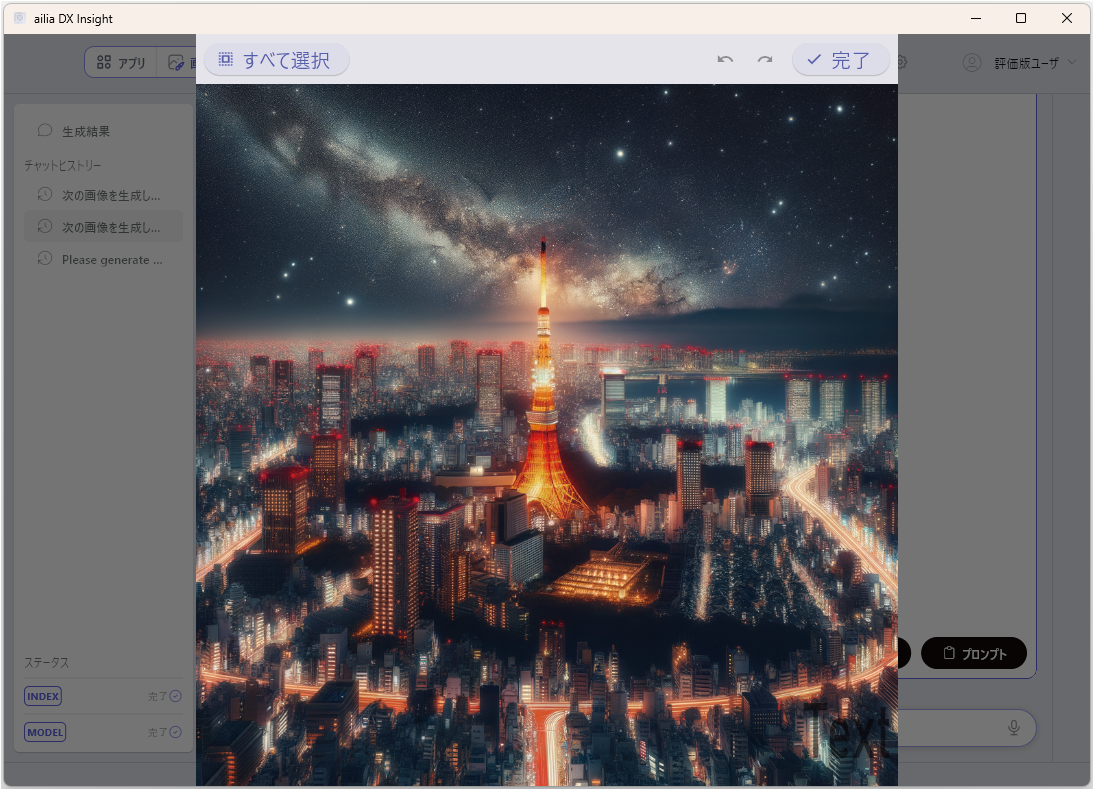 ailia DX Insight
すべて選択
完了
アプリ
評価版ユーザ
生成結果
チャットヒストリー
次の画像を生成し...
次の画像を生成し...
Please generate ...
プロンプト
ステータス
INDEX
完了
MODEL
完了
Text